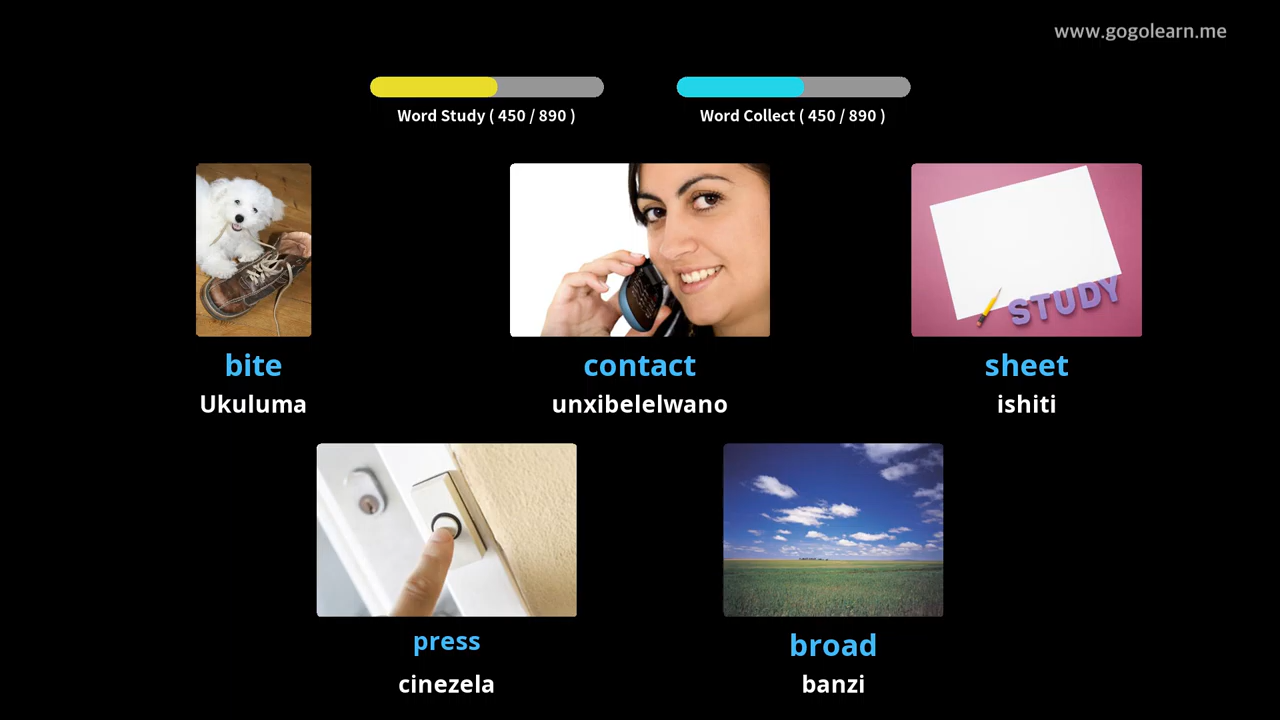 www.gogolearn.me
Word Study ( 450 / 890 )
Word Collect ( 450 / 890 )
bite
Ukuluma
contact
unxibelelwano
STUDY
sheet
ishiti
press
cinezela
broad
banzi